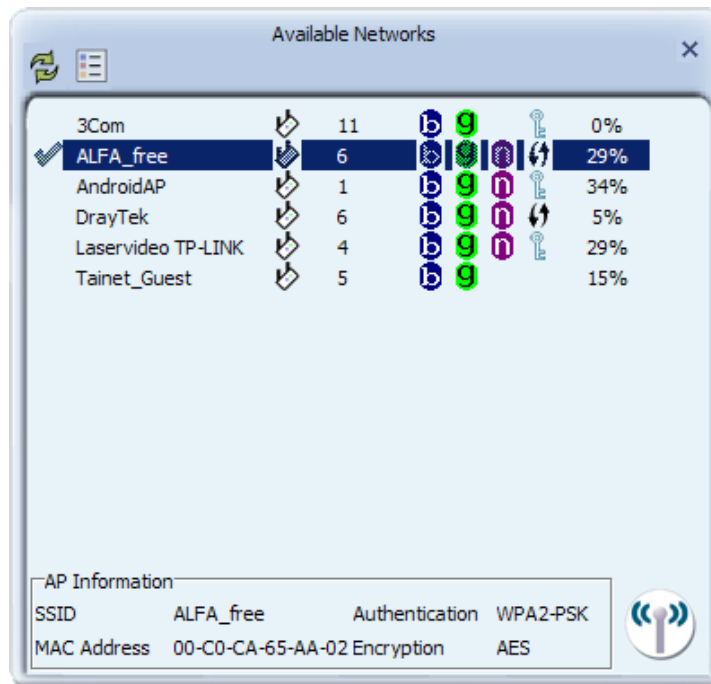 Available Networks
3Com 11 b g 0%
ALFA_free 6 b g n 29%
AndroidAP 1 b g n 34%
DrayTek 6 b g n 5%
Laservideo TP-LINK 4 b g n 29%
Tainet_Guest 5 b g 15%
AP Information
SSID ALFA_free Authentication WPA2-PSK
MAC Address 00-C0-CA-65-AA-02 Encryption AES